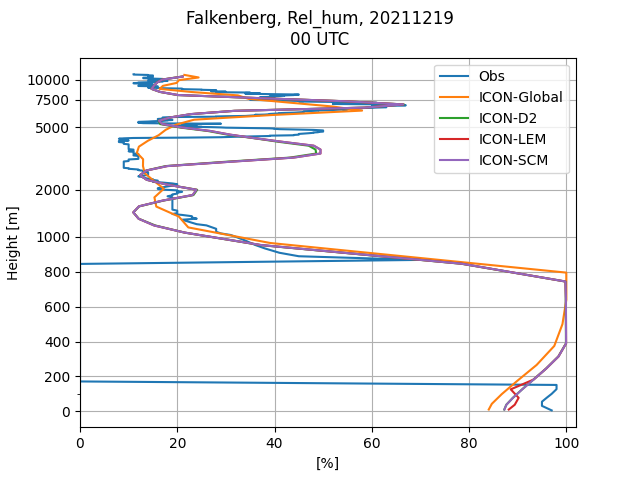 Falkenberg, Rel_hum, 20211219
00 UTC
Obs
ICON-Global
ICON-D2
ICON-LEM
ICON-SCM
Height [m]
10000
7500
5000
2000
1000
800
600
400
200
0
0 20 40 60 80 100
[%]